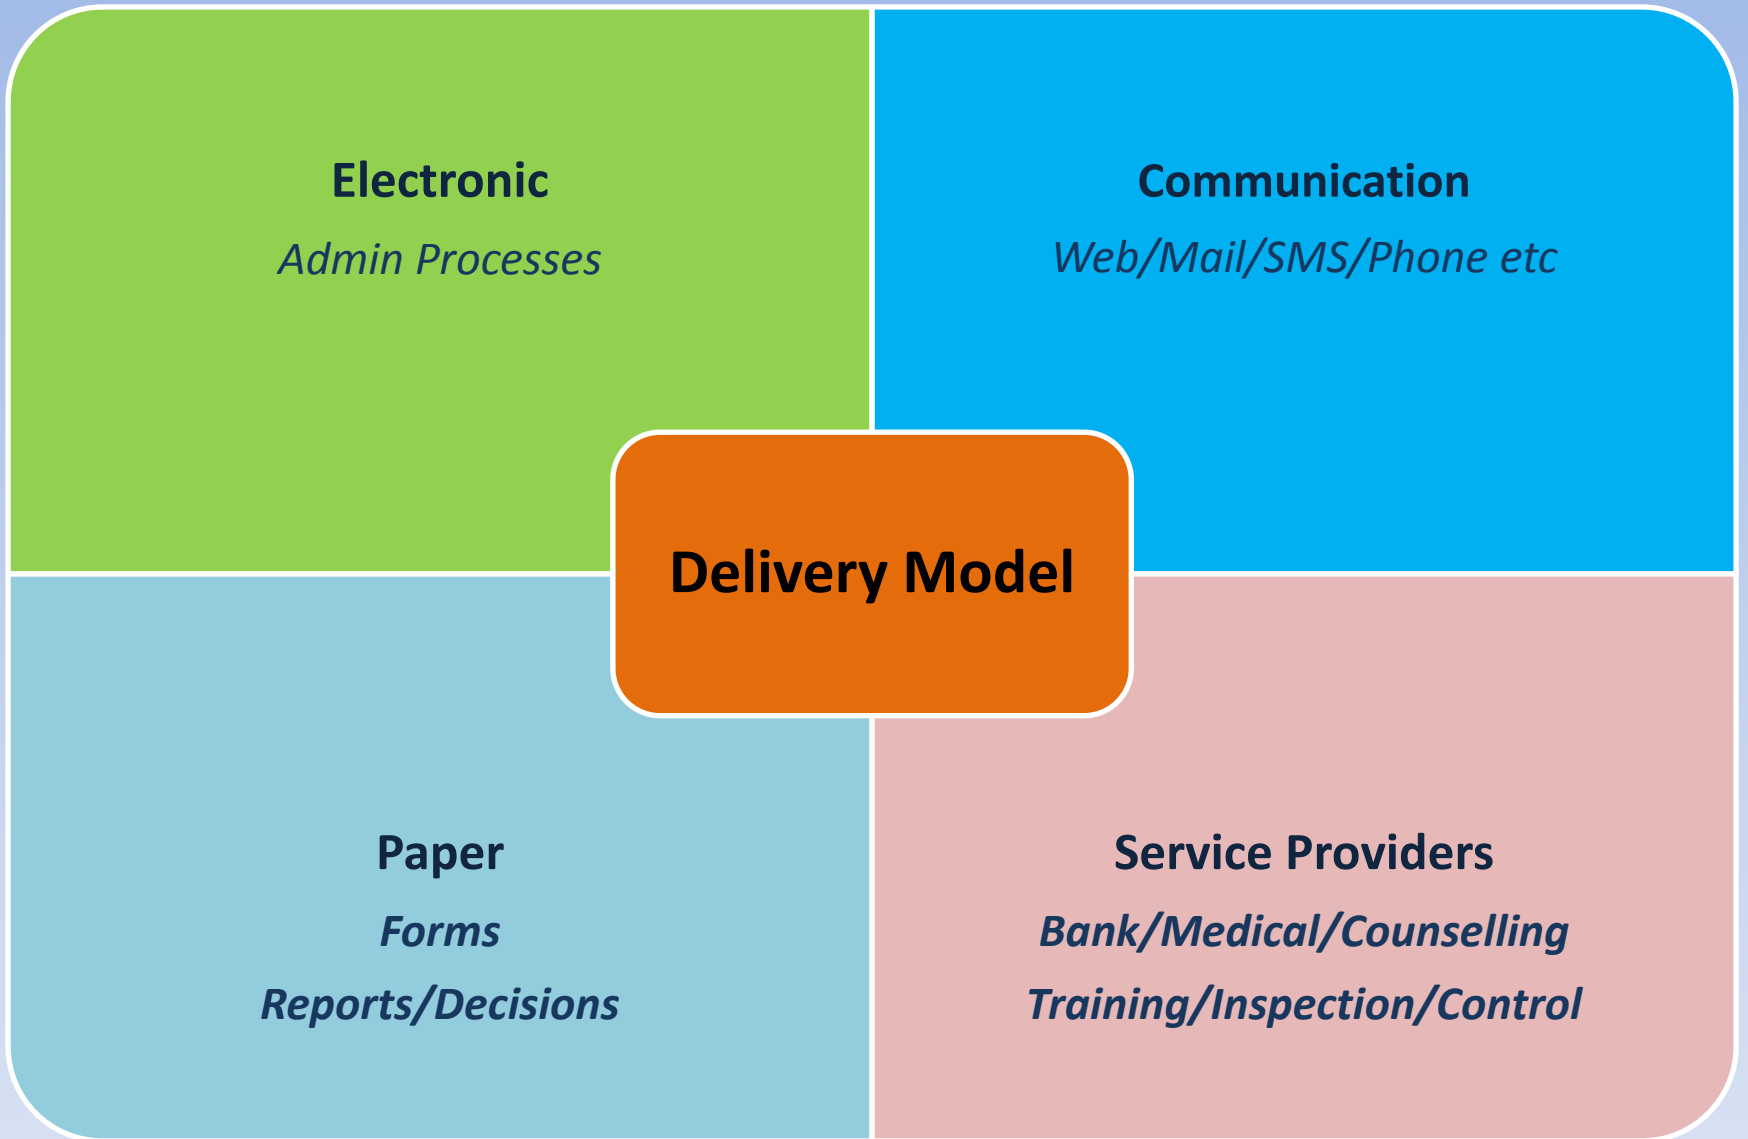 Electronic
Admin Processes
Communication
Web/Mail/SMS/Phone etc
Delivery Model
Paper
Forms
Reports/Decisions
Service Providers
Bank/Medical/Counselling
Training/Inspection/Control